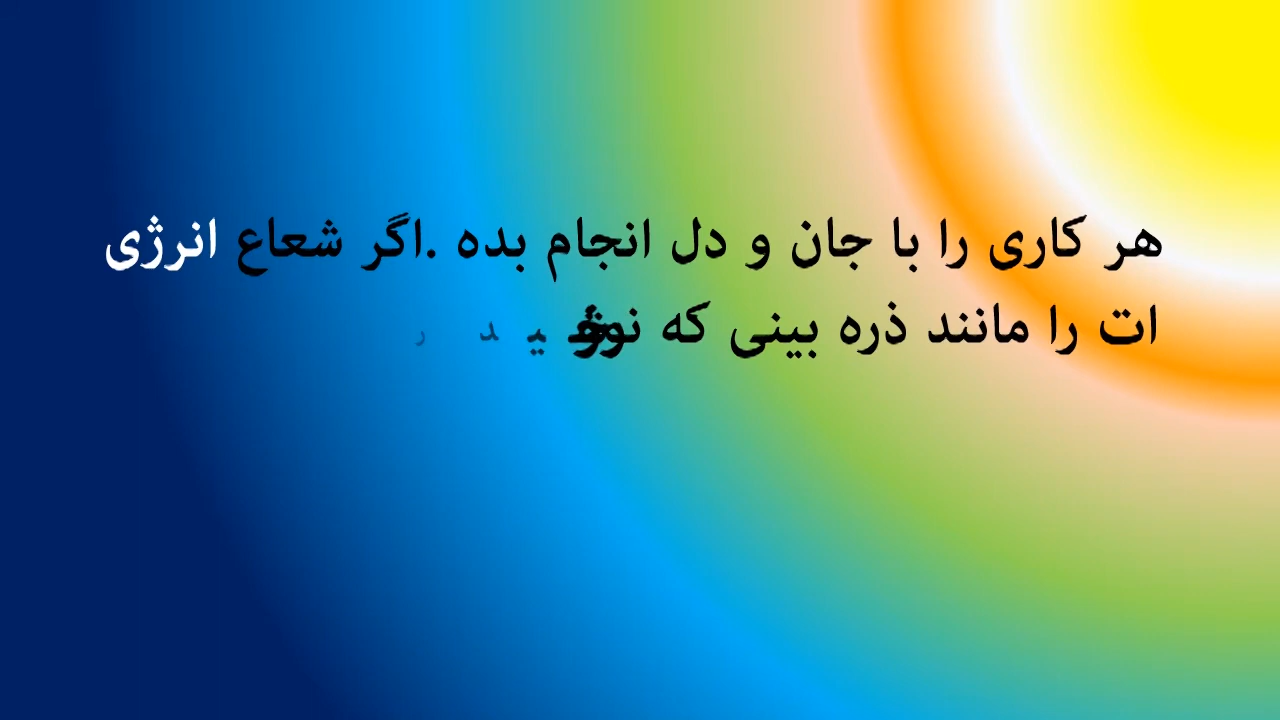 هر کاری را با جان و دل انجام بده .اگر شعاع انرژی
ات را مانند ذره بینی که